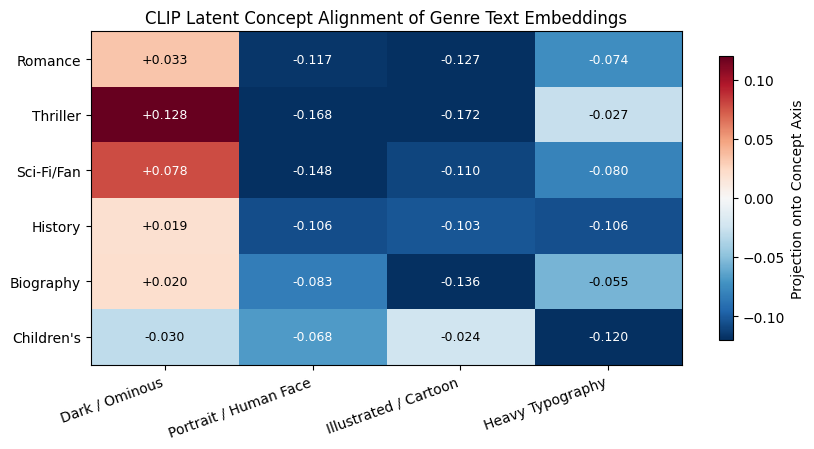 CLIP Latent Concept Alignment of Genre Text Embeddings
Romance +0.033 -0.117 -0.127 -0.074
Thriller +0.128 -0.168 -0.172 -0.027
Sci-Fi/Fan +0.078 -0.148 -0.110 -0.080
History +0.019 -0.106 -0.103 -0.106
Biography +0.020 -0.083 -0.136 -0.055
Children's -0.030 -0.068 -0.024 -0.120
Dark / Ominous
Portrait / Human Face
Illustrated / Cartoon
Heavy Typography
0.10
0.05
0.00
−0.05
−0.10
Projection onto Concept Axis